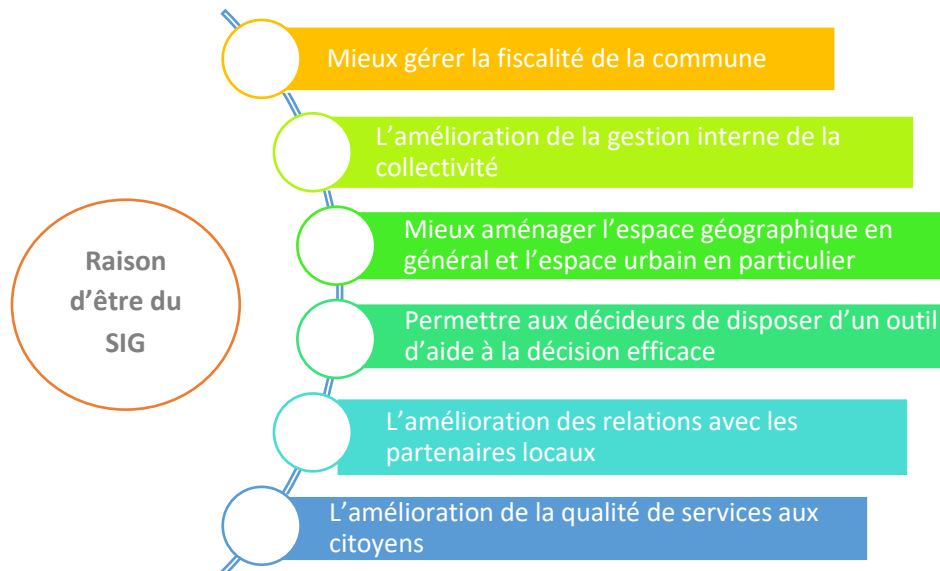 Mieux gérer la fiscalité de la commune
L’amélioration de la gestion interne de la
collectivité
Mieux aménager l’espace géographique en
général et l’espace urbain en particulier
Raison
d’être du
SIG
Permettre aux décideurs de disposer d’un outil
d’aide à la décision efficace
L’amélioration des relations avec les
partenaires locaux
L’amélioration de la qualité de services aux
citoyens